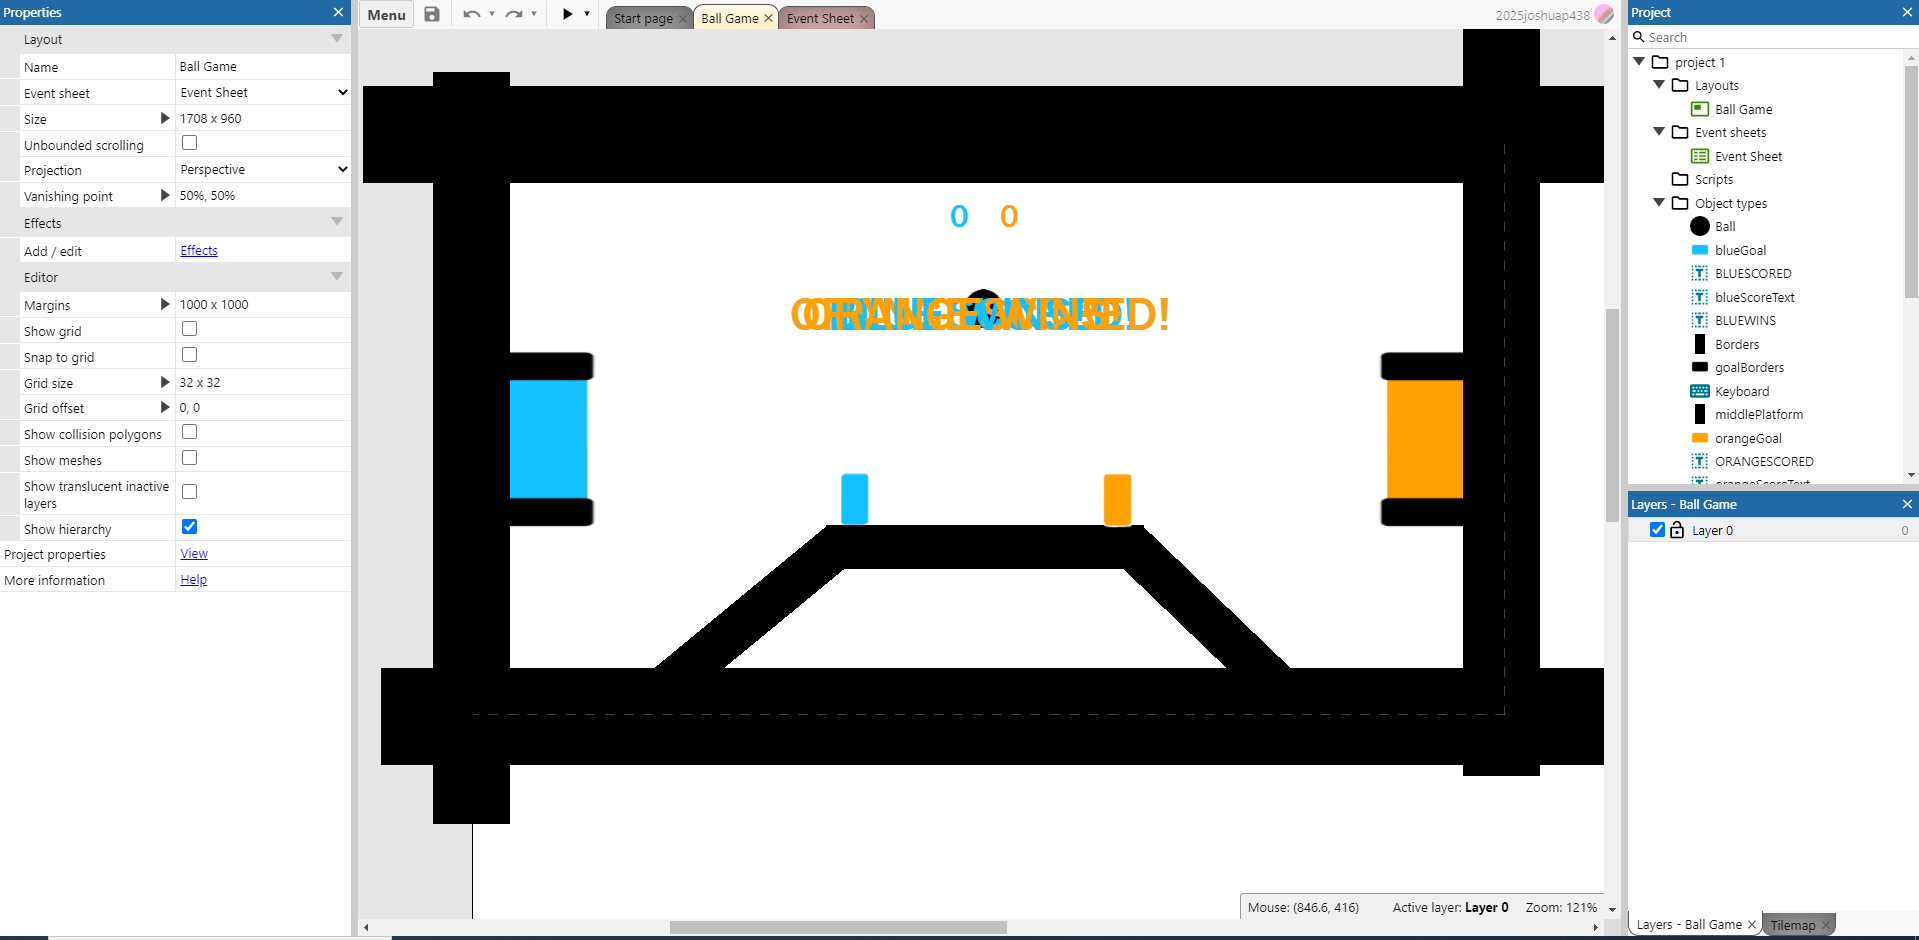 Properties
Layout
Name Ball Game
Event sheet Event Sheet
Size 1708 x 960
Unbounded scrolling
Projection Perspective
Vanishing point 50%, 50%
Effects
Add / edit Effects
Editor
Margins 1000 x 1000
Show grid
Snap to grid
Grid size 32 x 32
Grid offset 0, 0
Show collision polygons
Show meshes
Show translucent inactive
layers
Show hierarchy
Project properties View
More information Help
Menu
Start page
Ball Game
Event Sheet
2025joshuap438
0 0
Mouse: (846.6, 416) Active layer: Layer 0 Zoom: 121%
Project
Search
project 1
Layouts
Ball Game
Event sheets
Event Sheet
Scripts
Object types
Ball
blueGoal
BLUESCORED
blueScoreText
BLUEWINS
Borders
goalBorders
Keyboard
middlePlatform
orangeGoal
ORANGESCORED
orangeScoreText
Layers - Ball Game
Layer 0 0
Layers - Ball Game
Tilemap